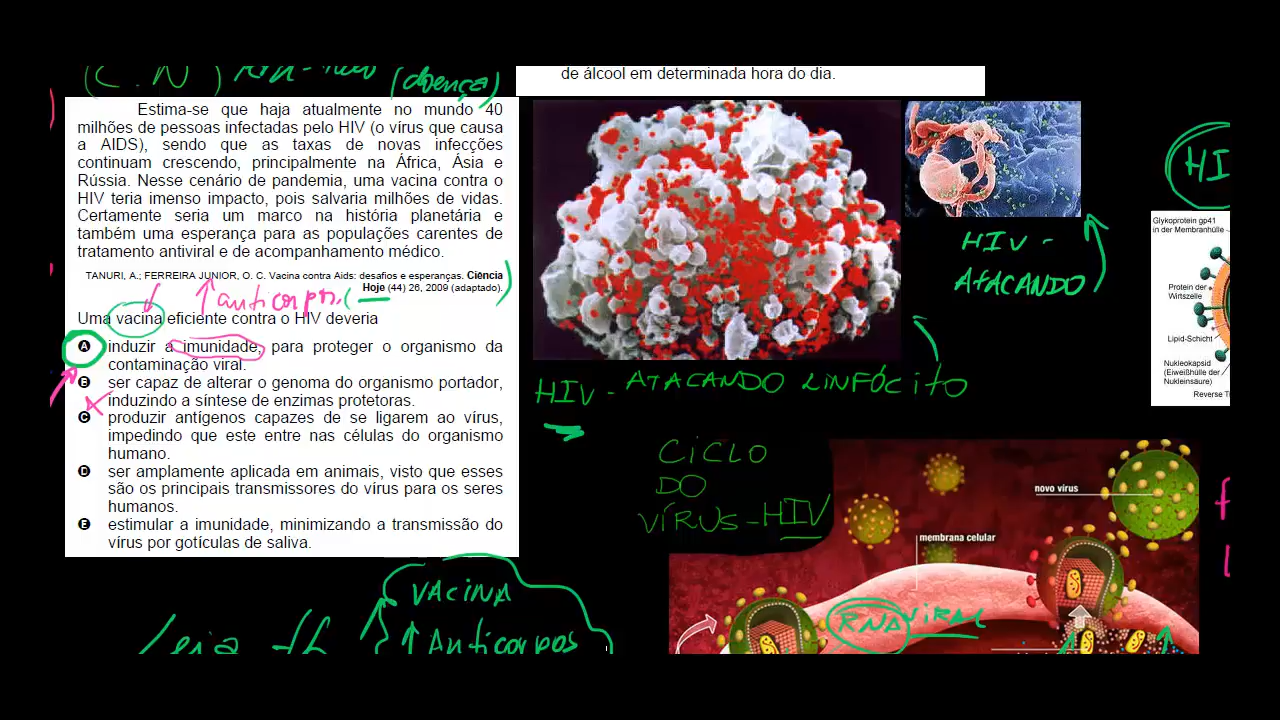 (C.N) (doença)
de álcool em determinada hora do dia.
Estima-se que haja atualmente no mundo 40
milhões de pessoas infectadas pelo HIV (o vírus que causa
a AIDS), sendo que as taxas de novas infecções
continuam crescendo, principalmente na África, Ásia e
Rússia. Nesse cenário de pandemia, uma vacina contra o
HIV teria imenso impacto, pois salvaria milhões de vidas.
Certamente seria um marco na história planetária e
também uma esperança para as populações carentes de
tratamento antiviral e de acompanhamento médico.
TANURI, A.; FERREIRA JUNIOR, O. C. Vacina contra Aids: desafios e esperanças. Ciência
Hoje (44) 26, 2009 (adaptado).
anticorpos
Uma vacina eficiente contra o HIV deveria
A induzir a imunidade, para proteger o organismo da
contaminação viral.
B ser capaz de alterar o genoma do organismo portador,
induzindo a síntese de enzimas protetoras.
C produzir antígenos capazes de se ligarem ao vírus,
impedindo que este entre nas células do organismo
humano.
D ser amplamente aplicada em animais, visto que esses
são os principais transmissores do vírus para os seres
humanos.
E estimular a imunidade, minimizando a transmissão do
vírus por gotículas de saliva.
VACINA
Anticorpos
Leia
HIV -
ATACANDO
HIV - ATACANDO LINFÓCITO
CICLO
DO
VÍRUS-HIV
novo vírus
membrana celular
RNA VIRAL
HI
Glykoprotein gp41
in der Membranhülle
Protein der
Wirtszelle
Lipid-Schicht
Nukleokapsid
(Eiweißhülle der
Nukleinsäure)
Reverse